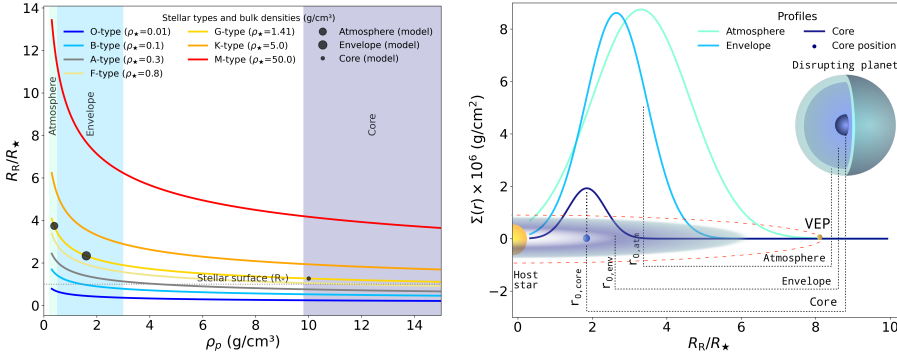 Stellar types and bulk densities (g/cm³)
O-type (ρ★=0.01)
B-type (ρ★=0.1)
A-type (ρ★=0.3)
F-type (ρ★=0.8)
G-type (ρ★=1.41)
K-type (ρ★=5.0)
M-type (ρ★=50.0)
Atmosphere (model)
Envelope (model)
Core (model)
Atmosphere
Envelope
Core
Stellar surface (R⋆)
14
12
10
8
6
4
2
0
R_R/R★
0 2 4 6 8 10 12 14
ρ_p (g/cm³)
Profiles
Atmosphere
Envelope
Core
Core position
Disrupting planet
VEP
Atmosphere
Envelope
Core
Host
star
r_0,core
r_0,env
r_0,atm
8
6
4
2
0
−2
Σ(r) × 10⁶ (g/cm²)
0 2 4 6 8 10
R_R/R★